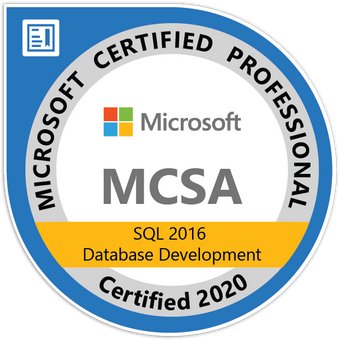 MICROSOFT CERTIFIED PROFESSIONAL
Microsoft
MCSA
SQL 2016
Database Development
Certified 2020